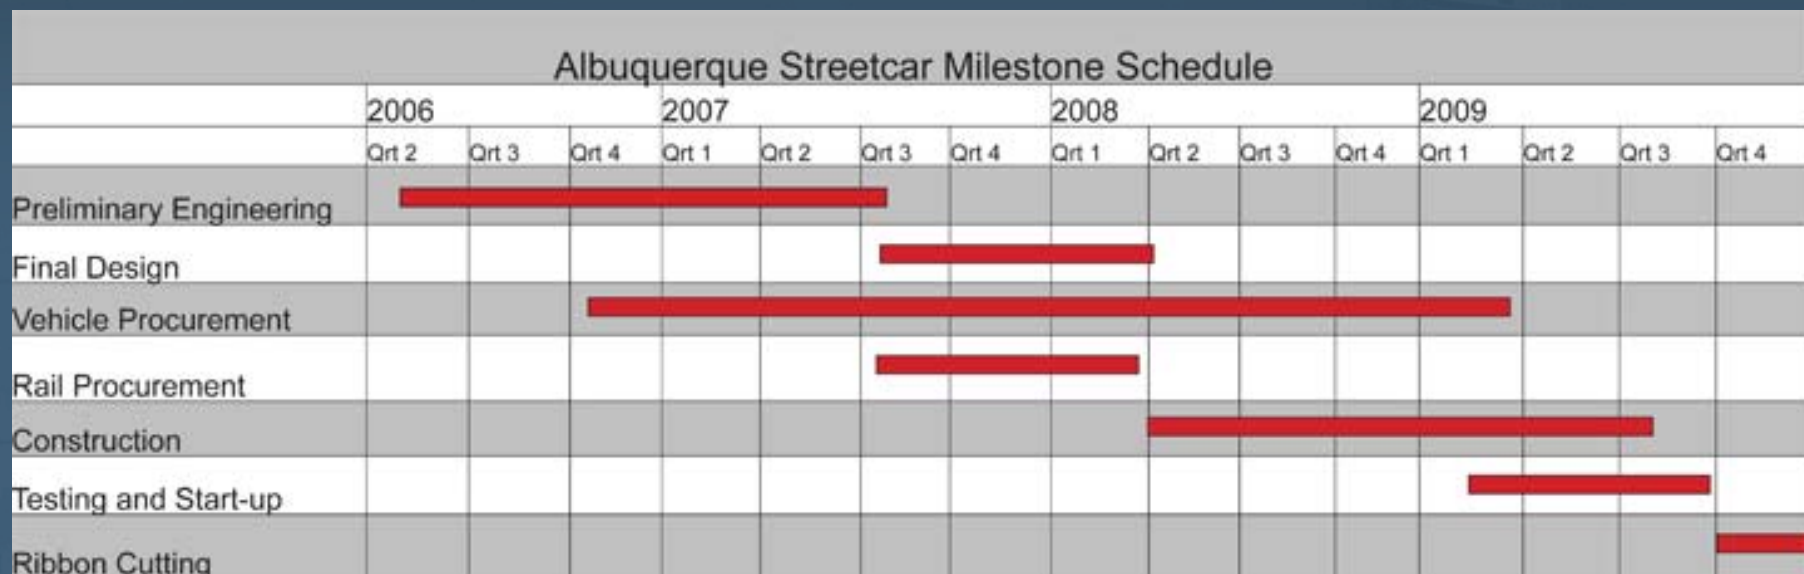 Albuquerque Streetcar Milestone Schedule
2006 2007 2008 2009
Qrt 2 Qrt 3 Qrt 4 Qrt 1 Qrt 2 Qrt 3 Qrt 4 Qrt 1 Qrt 2 Qrt 3 Qrt 4 Qrt 1 Qrt 2 Qrt 3 Qrt 4
Preliminary Engineering
Final Design
Vehicle Procurement
Rail Procurement
Construction
Testing and Start-up
Ribbon Cutting